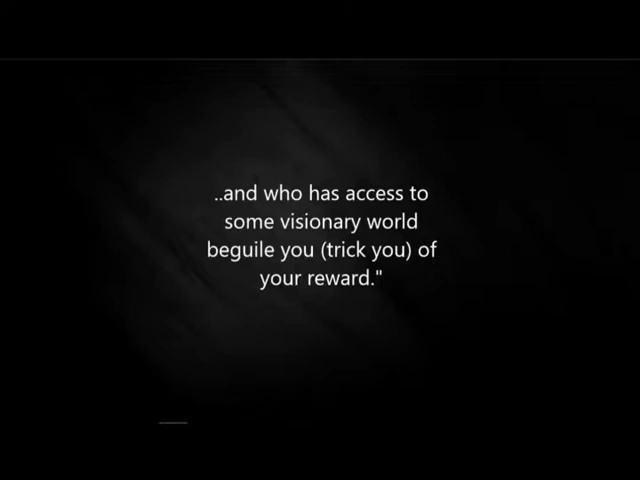 ..and who has access to
some visionary world
beguile you (trick you) of
your reward."